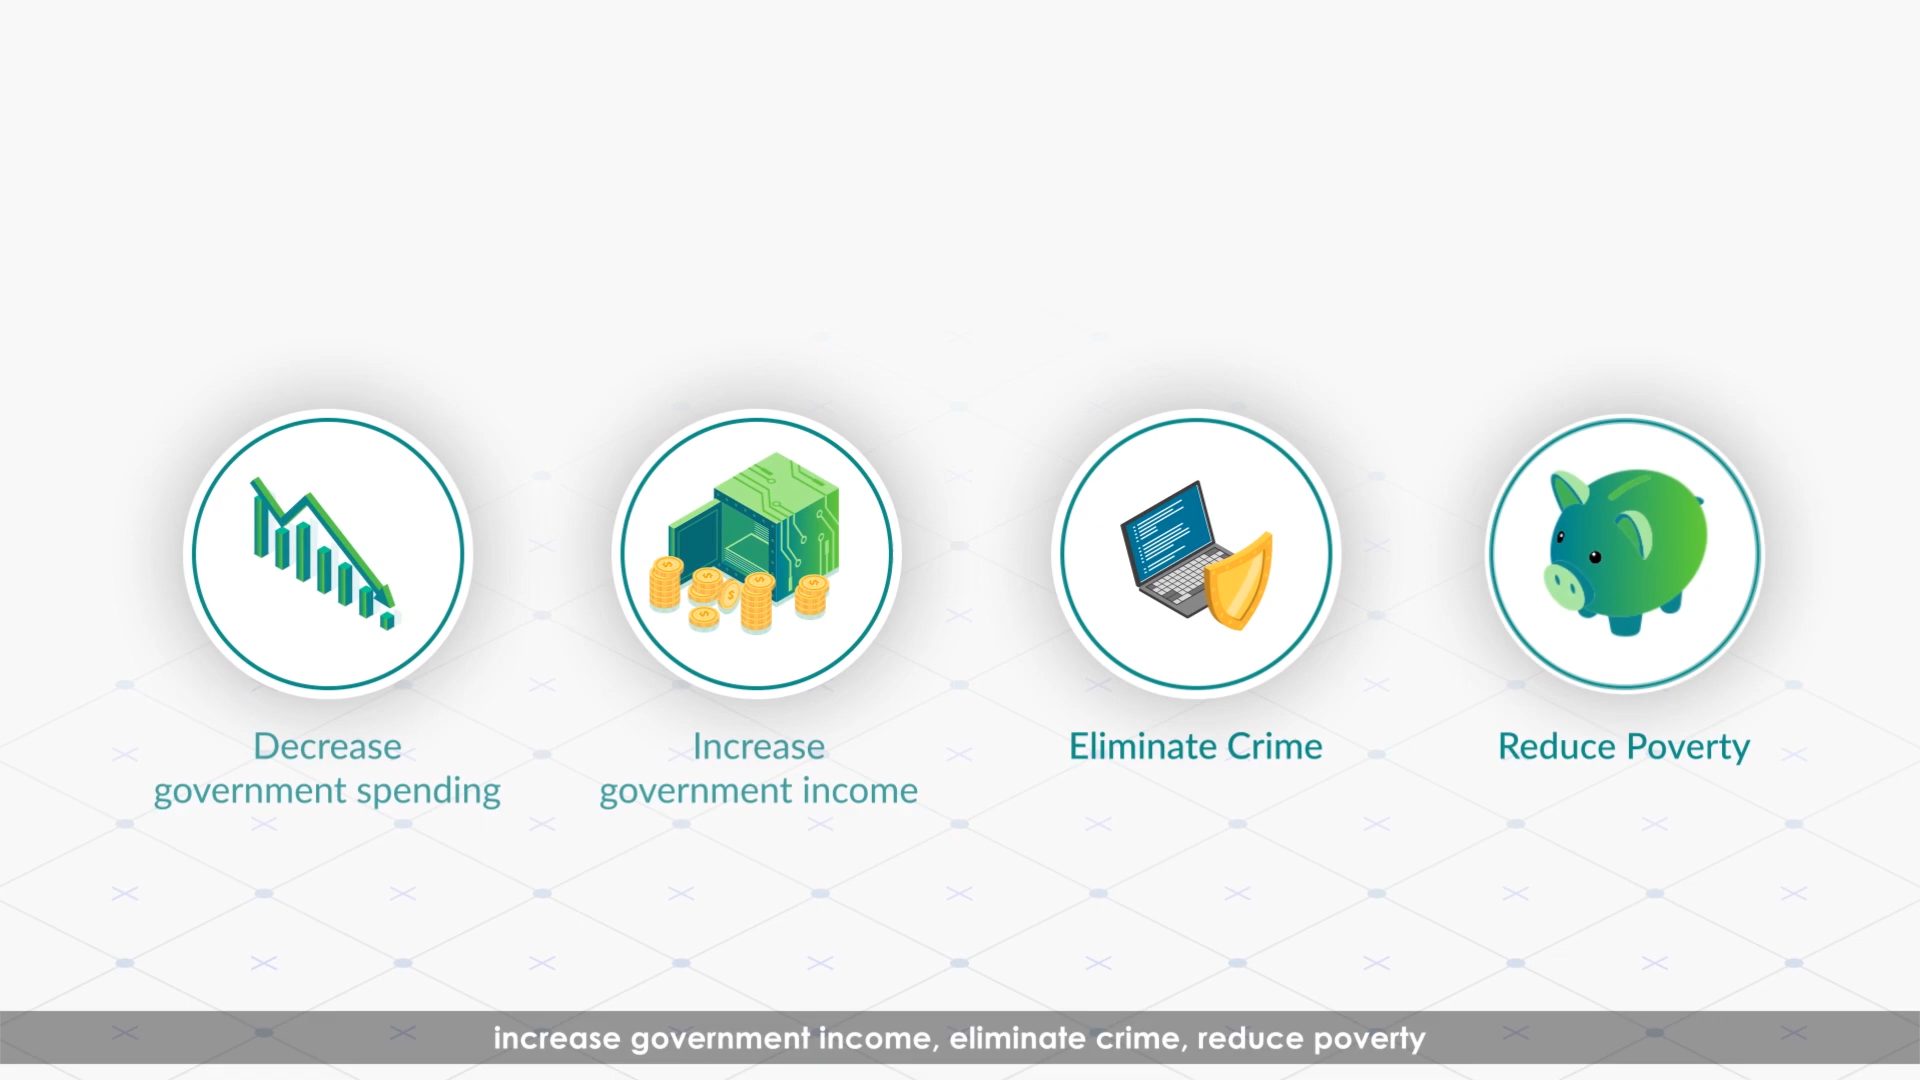 Decrease
government spending
Increase
government income
Eliminate Crime
Reduce Poverty
increase government income, eliminate crime, reduce poverty